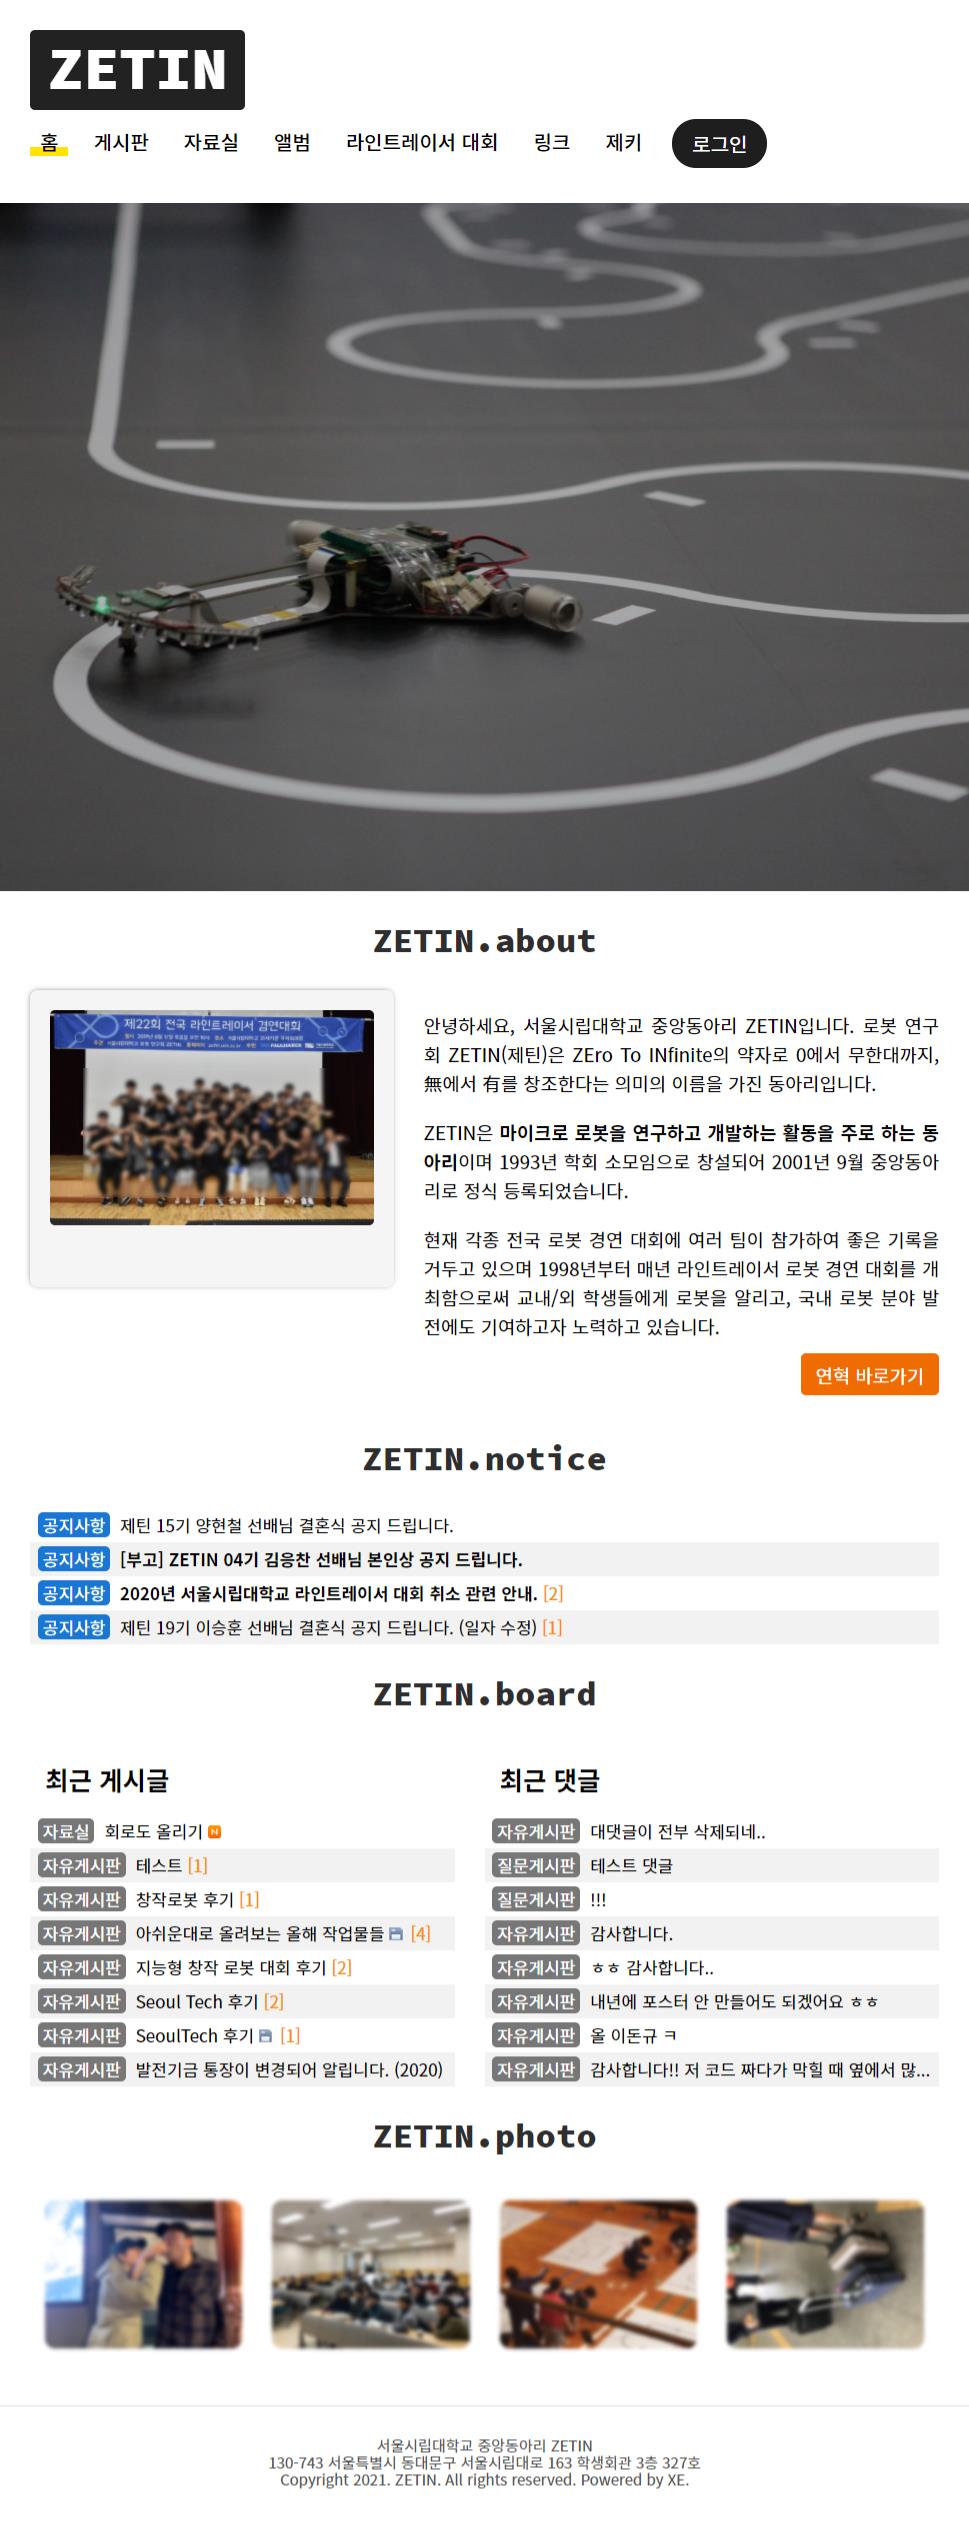 ZETIN
홈 게시판 자료실 앨범 라인트레이서 대회 링크 제키 로그인
ZETIN.about
제22회 전국 라인트레이서 경연대회
안녕하세요, 서울시립대학교 중앙동아리 ZETIN입니다. 로봇 연구
회 ZETIN(제틴)은 ZEro To INfinite의 약자로 0에서 무한대까지,
無에서 有를 창조한다는 의미의 이름을 가진 동아리입니다.
ZETIN은 마이크로 로봇을 연구하고 개발하는 활동을 주로 하는 동
아리이며 1993년 학회 소모임으로 창설되어 2001년 9월 중앙동아
리로 정식 등록되었습니다.
현재 각종 전국 로봇 경연 대회에 여러 팀이 참가하여 좋은 기록을
거두고 있으며 1998년부터 매년 라인트레이서 로봇 경연 대회를 개
최함으로써 교내/외 학생들에게 로봇을 알리고, 국내 로봇 분야 발
전에도 기여하고자 노력하고 있습니다.
연혁 바로가기
ZETIN.notice
공지사항 제틴 15기 양현철 선배님 결혼식 공지 드립니다.
공지사항 [부고] ZETIN 04기 김응찬 선배님 본인상 공지 드립니다.
공지사항 2020년 서울시립대학교 라인트레이서 대회 취소 관련 안내. [2]
공지사항 제틴 19기 이승훈 선배님 결혼식 공지 드립니다. (일자 수정) [1]
ZETIN.board
최근 게시글
자료실 회로도 올리기 N
자유게시판 테스트 [1]
자유게시판 창작로봇 후기 [1]
자유게시판 아쉬운대로 올려보는 올해 작업물들 [4]
자유게시판 지능형 창작 로봇 대회 후기 [2]
자유게시판 Seoul Tech 후기 [2]
자유게시판 SeoulTech 후기 [1]
자유게시판 발전기금 통장이 변경되어 알립니다. (2020)
최근 댓글
자유게시판 대댓글이 전부 삭제되네..
질문게시판 테스트 댓글
질문게시판 !!!
자유게시판 감사합니다.
자유게시판 ㅎㅎ 감사합니다..
자유게시판 내년에 포스터 안 만들어도 되겠어요 ㅎㅎ
자유게시판 올 이돈규 ㅋ
자유게시판 감사합니다!! 저 코드 짜다가 막힐 때 옆에서 많...
ZETIN.photo
서울시립대학교 중앙동아리 ZETIN
130-743 서울특별시 동대문구 서울시립대로 163 학생회관 3층 327호
Copyright 2021. ZETIN. All rights reserved. Powered by XE.